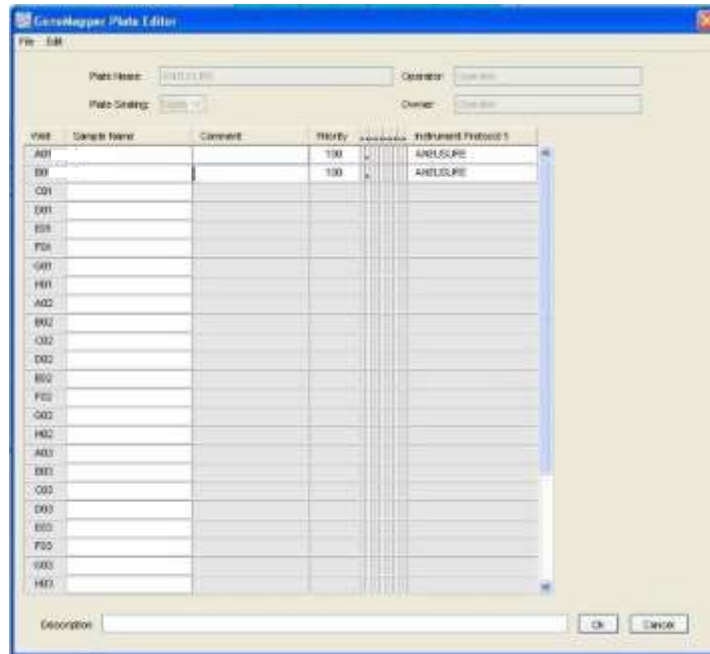 GeneMapper Plate Editor
File Edit
Plate Name: ANEUSURE Operator:
Plate Sealing: Owner:
Well Sample Name Comment Priority Instrument Protocol 1
A01 100 ANEUSURE
B01 100 ANEUSURE
C01
D01
E01
F01
G01
H01
A02
B02
C02
D02
E02
F02
G02
H02
A03
B03
C03
D03
E03
F03
G03
H03
Description: Ok Cancel